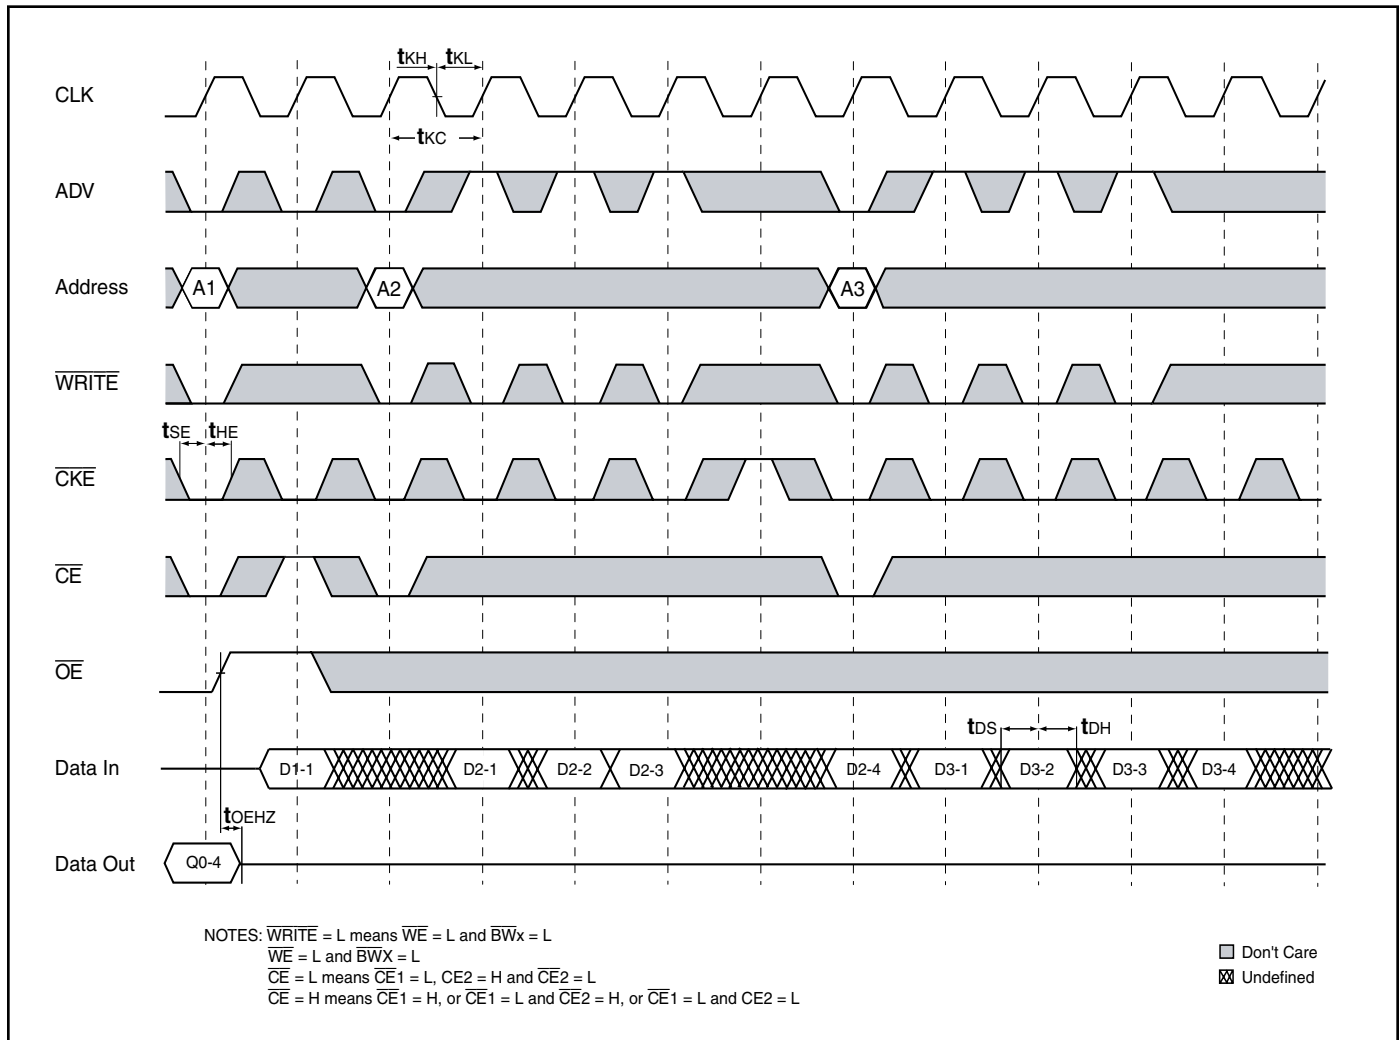 tKH tKL
CLK
tKC
ADV
Address A1 A2 A3
WRITE
tSE tHE
CKE
CE
OE
tDS tDH
Data In D1-1 D2-1 D2-2 D2-3 D2-4 D3-1 D3-2 D3-3 D3-4
tOEHZ
Data Out Q0-4
NOTES: WRITE = L means WE = L and BWx = L
WE = L and BWX = L
CE = L means CE1 = L, CE2 = H and CE2 = L
CE = H means CE1 = H, or CE1 = L and CE2 = H, or CE1 = L and CE2 = L
Don't Care
Undefined